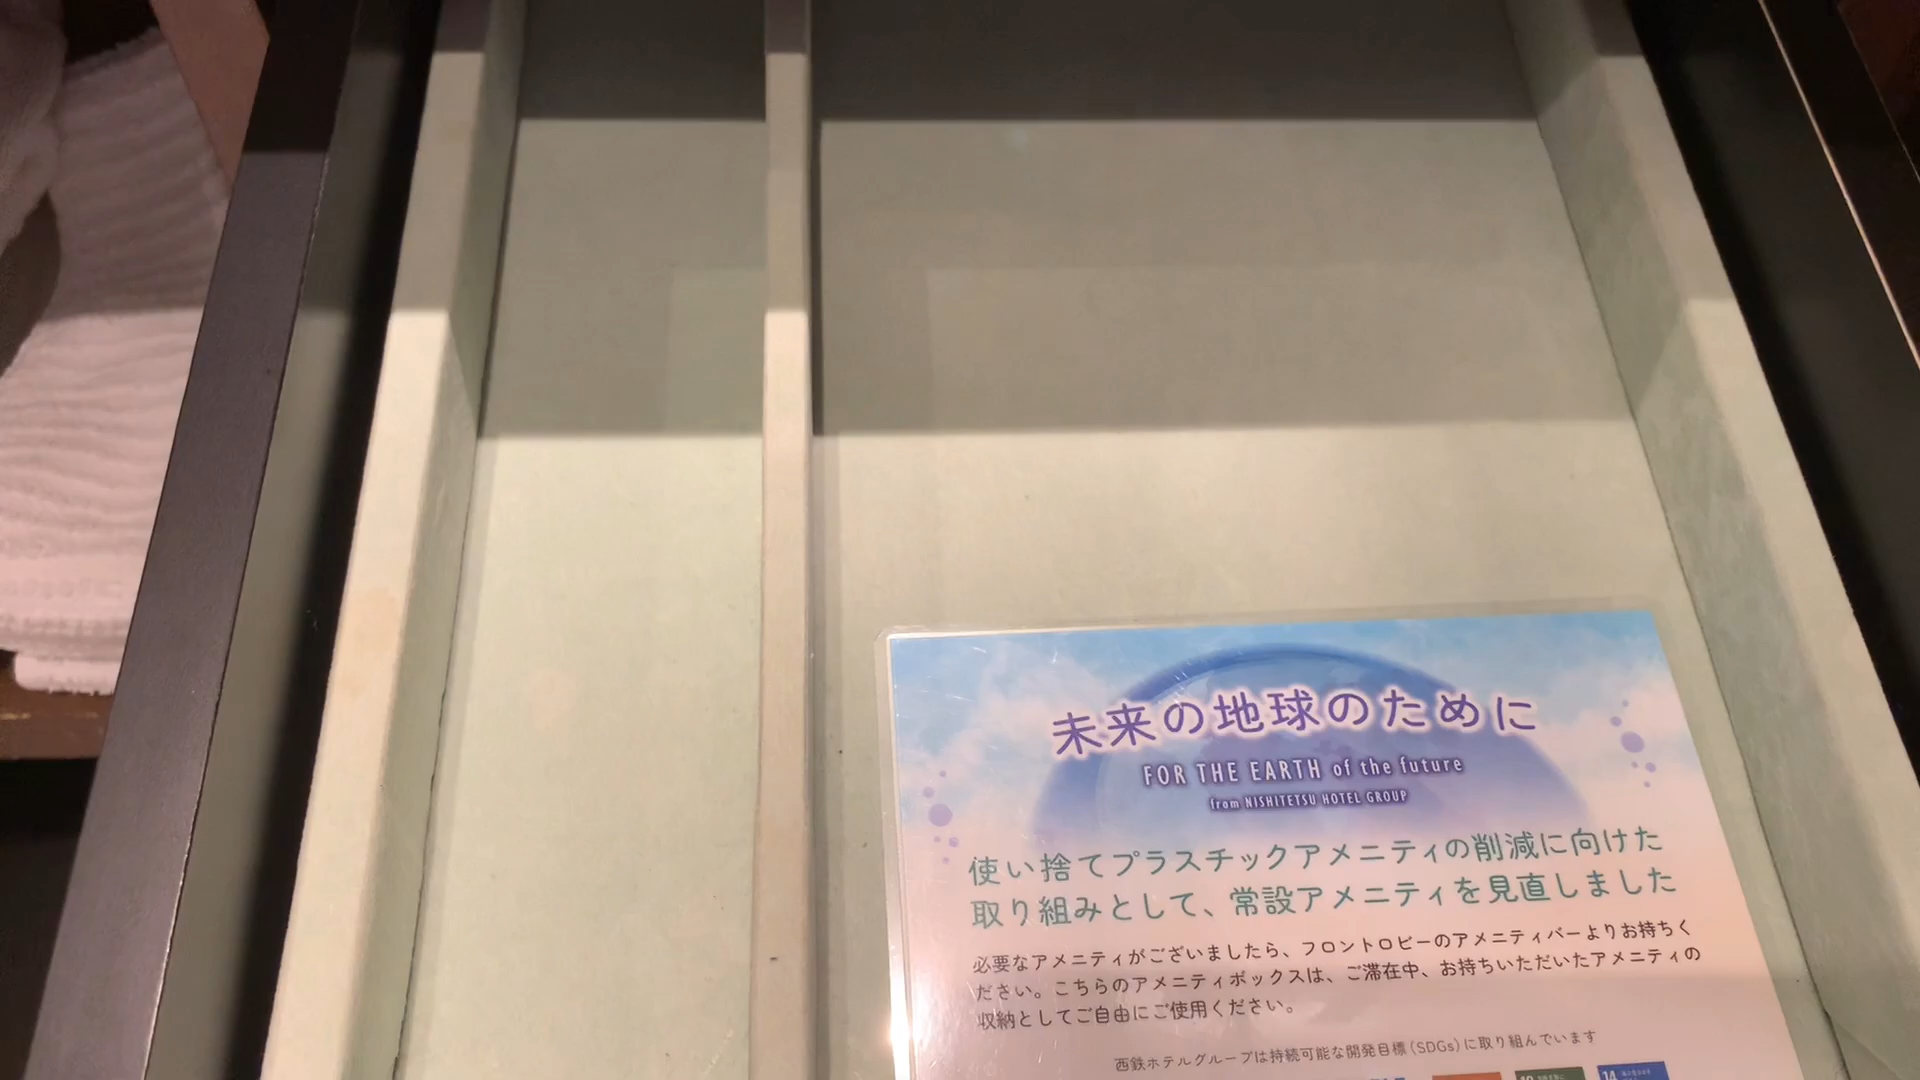 未来の地球のために
FOR THE EARTH of the future
from NISHITETSU HOTEL GROUP
使い捨てプラスチックアメニティの削減に向けた
取り組みとして、常設アメニティを見直しました
必要なアメニティがございましたら、フロントロビーのアメニティバーよりお持ちく
ださい。こちらのアメニティボックスは、ご滞在中、お持ちいただいたアメニティの
収納としてご自由にご使用ください。
西鉄ホテルグループは持続可能な開発目標(SDGs)に取り組んでいます
14